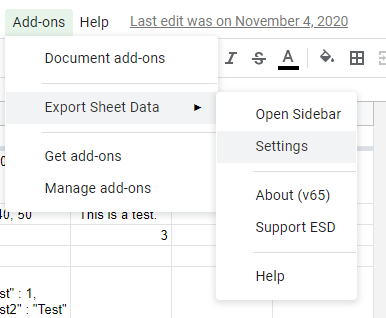 Add-ons Help Last edit was on November 4, 2020
Document add-ons
Export Sheet Data
Open Sidebar
Settings
Get add-ons
Manage add-ons
About (v65)
Support ESD
Help
40, 50 This is a test.
3
st" : 1,
st2" : "Test"